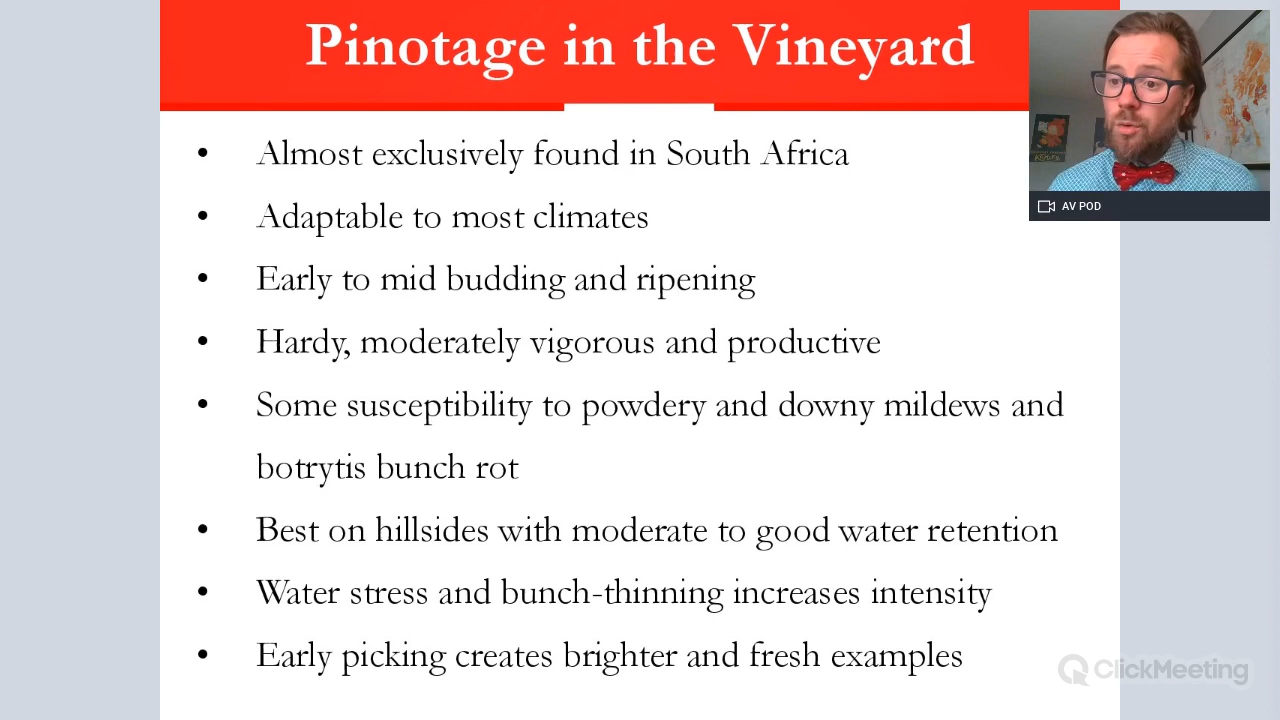 Pinotage in the Vineyard
• Almost exclusively found in South Africa
• Adaptable to most climates
• Early to mid budding and ripening
• Hardy, moderately vigorous and productive
• Some susceptibility to powdery and downy mildews and
botrytis bunch rot
• Best on hillsides with moderate to good water retention
• Water stress and bunch-thinning increases intensity
• Early picking creates brighter and fresh examples
AV POD
ClickMeeting